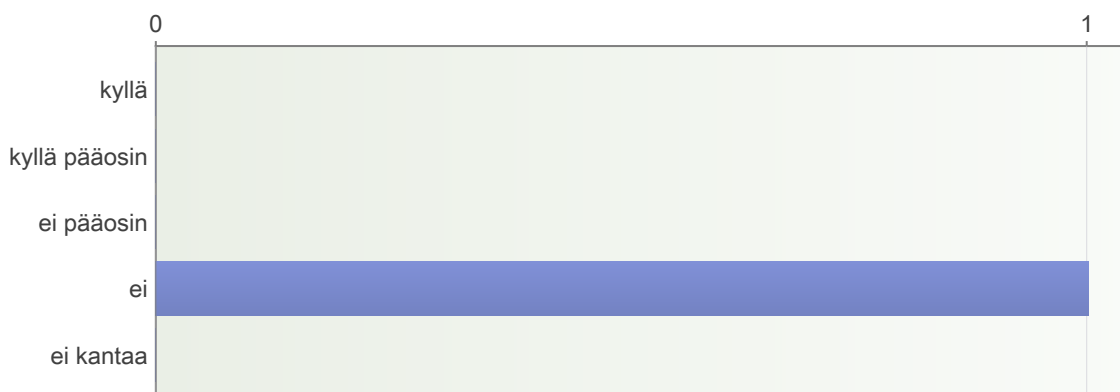 0 1
kyllä
kyllä pääosin
ei pääosin
ei
ei kantaa